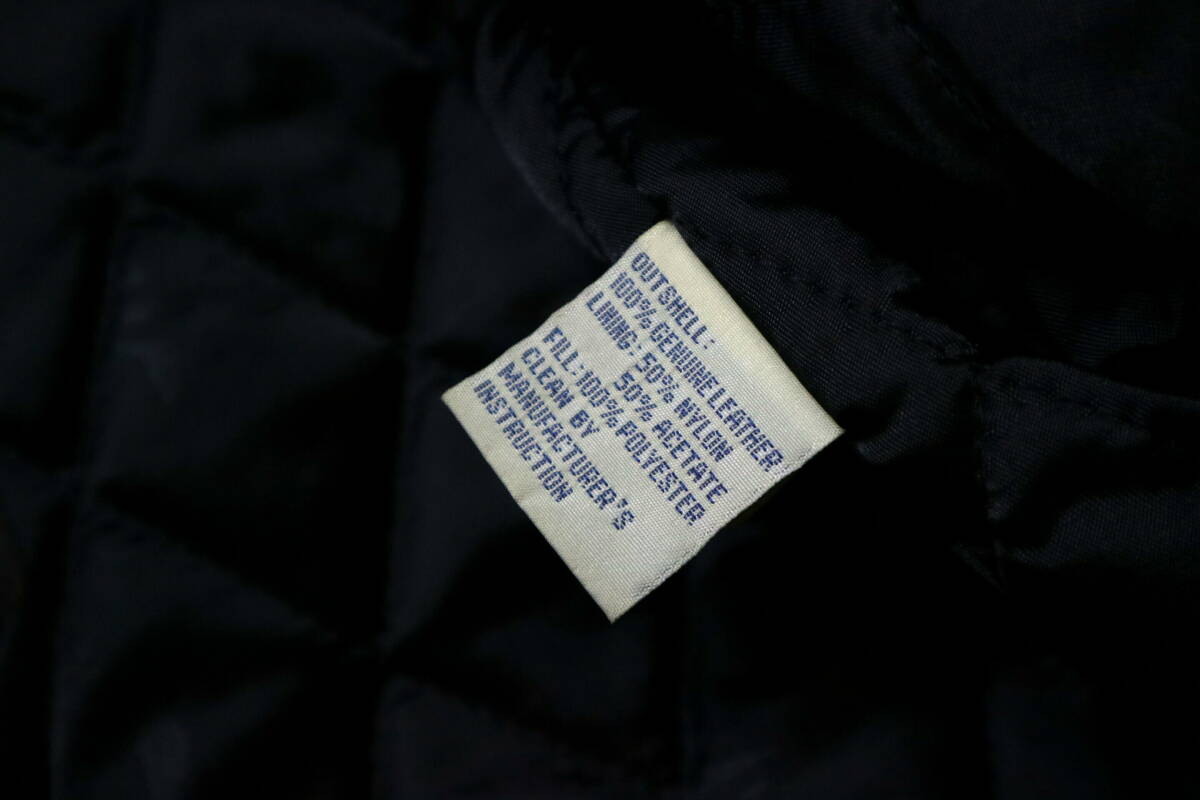 OUTSHELL:
100% GENUINE LEATHER
LINING: 50% NYLON
50% ACETATE
FILL: 100% POLYESTER
CLEAN BY
MANUFACTURER'S
INSTRUCTION